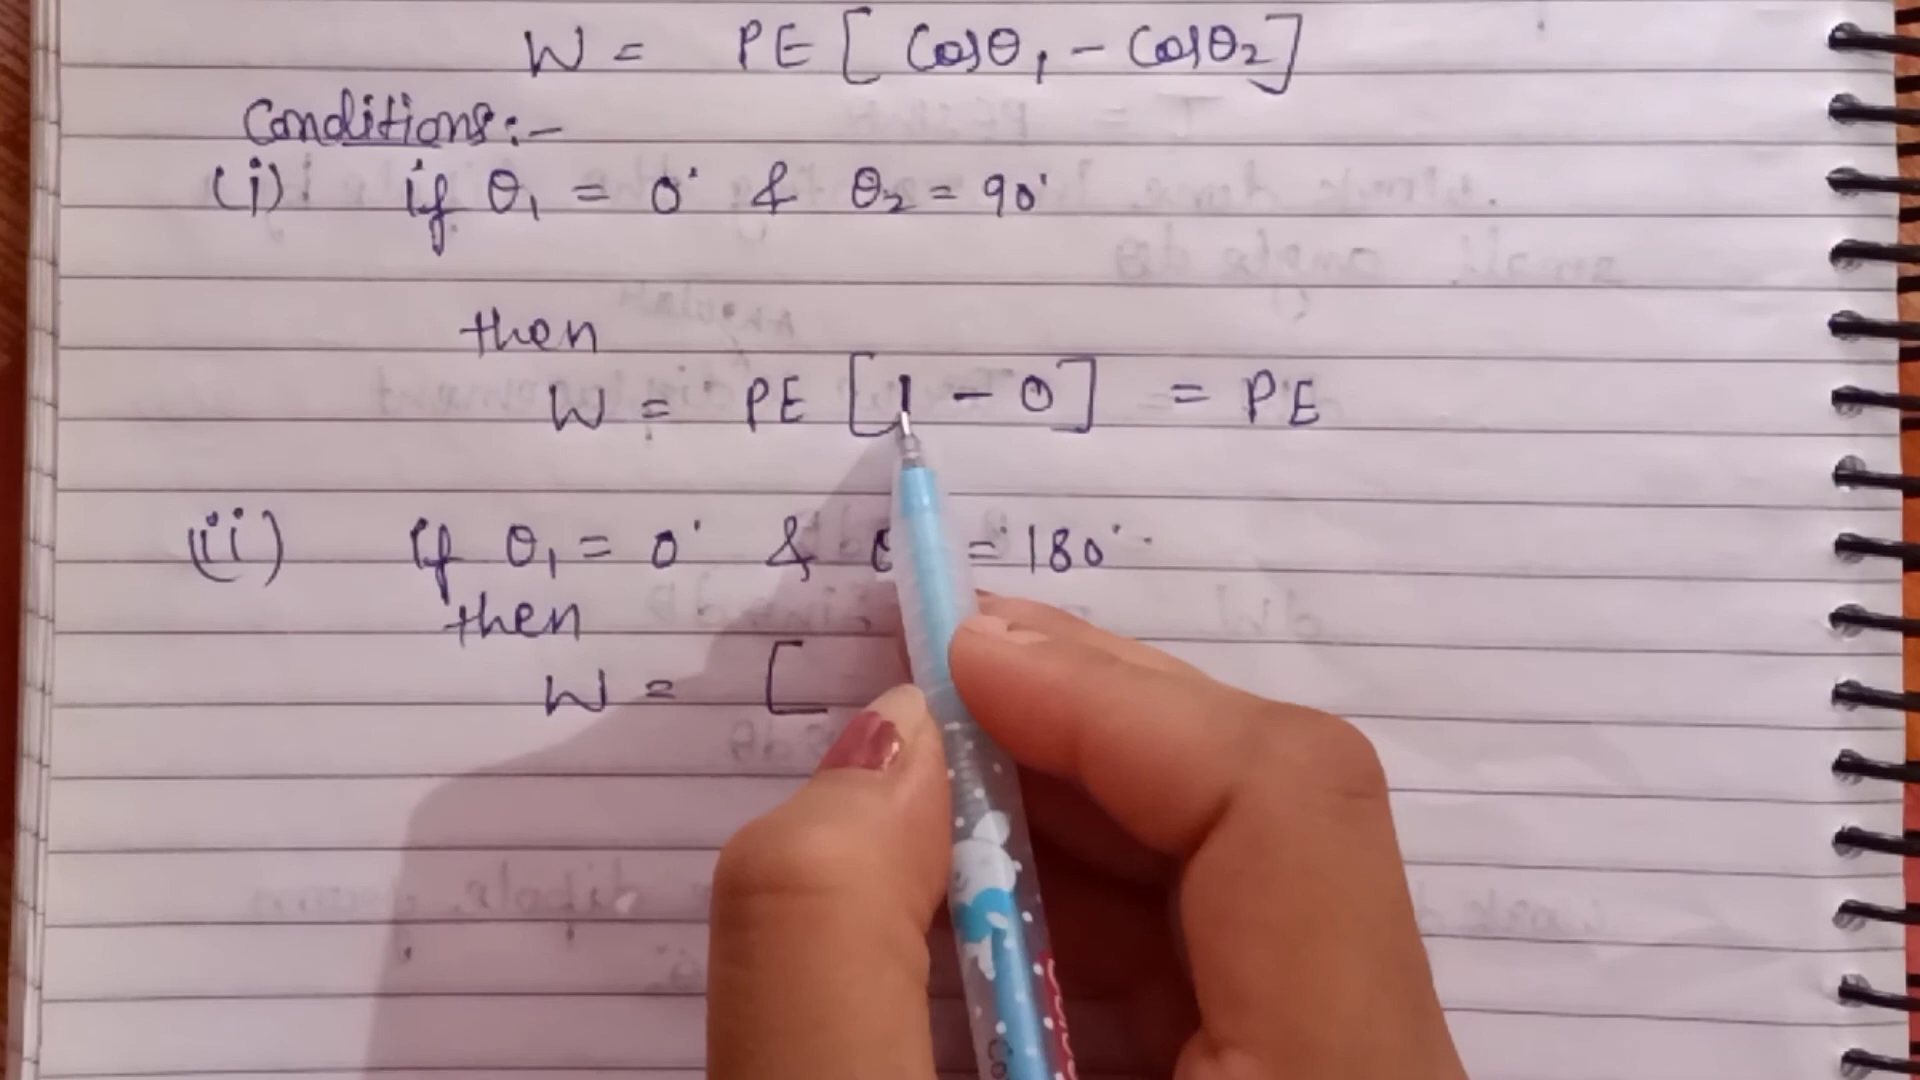 W = PE [ Cosθ₁ - Cosθ₂]
Conditions:-
(i) if θ₁ = 0° & θ₂ = 90°
then
W = PE [1 - 0] = PE
(ii) if θ₁ = 0° & = 180°
then
W = [